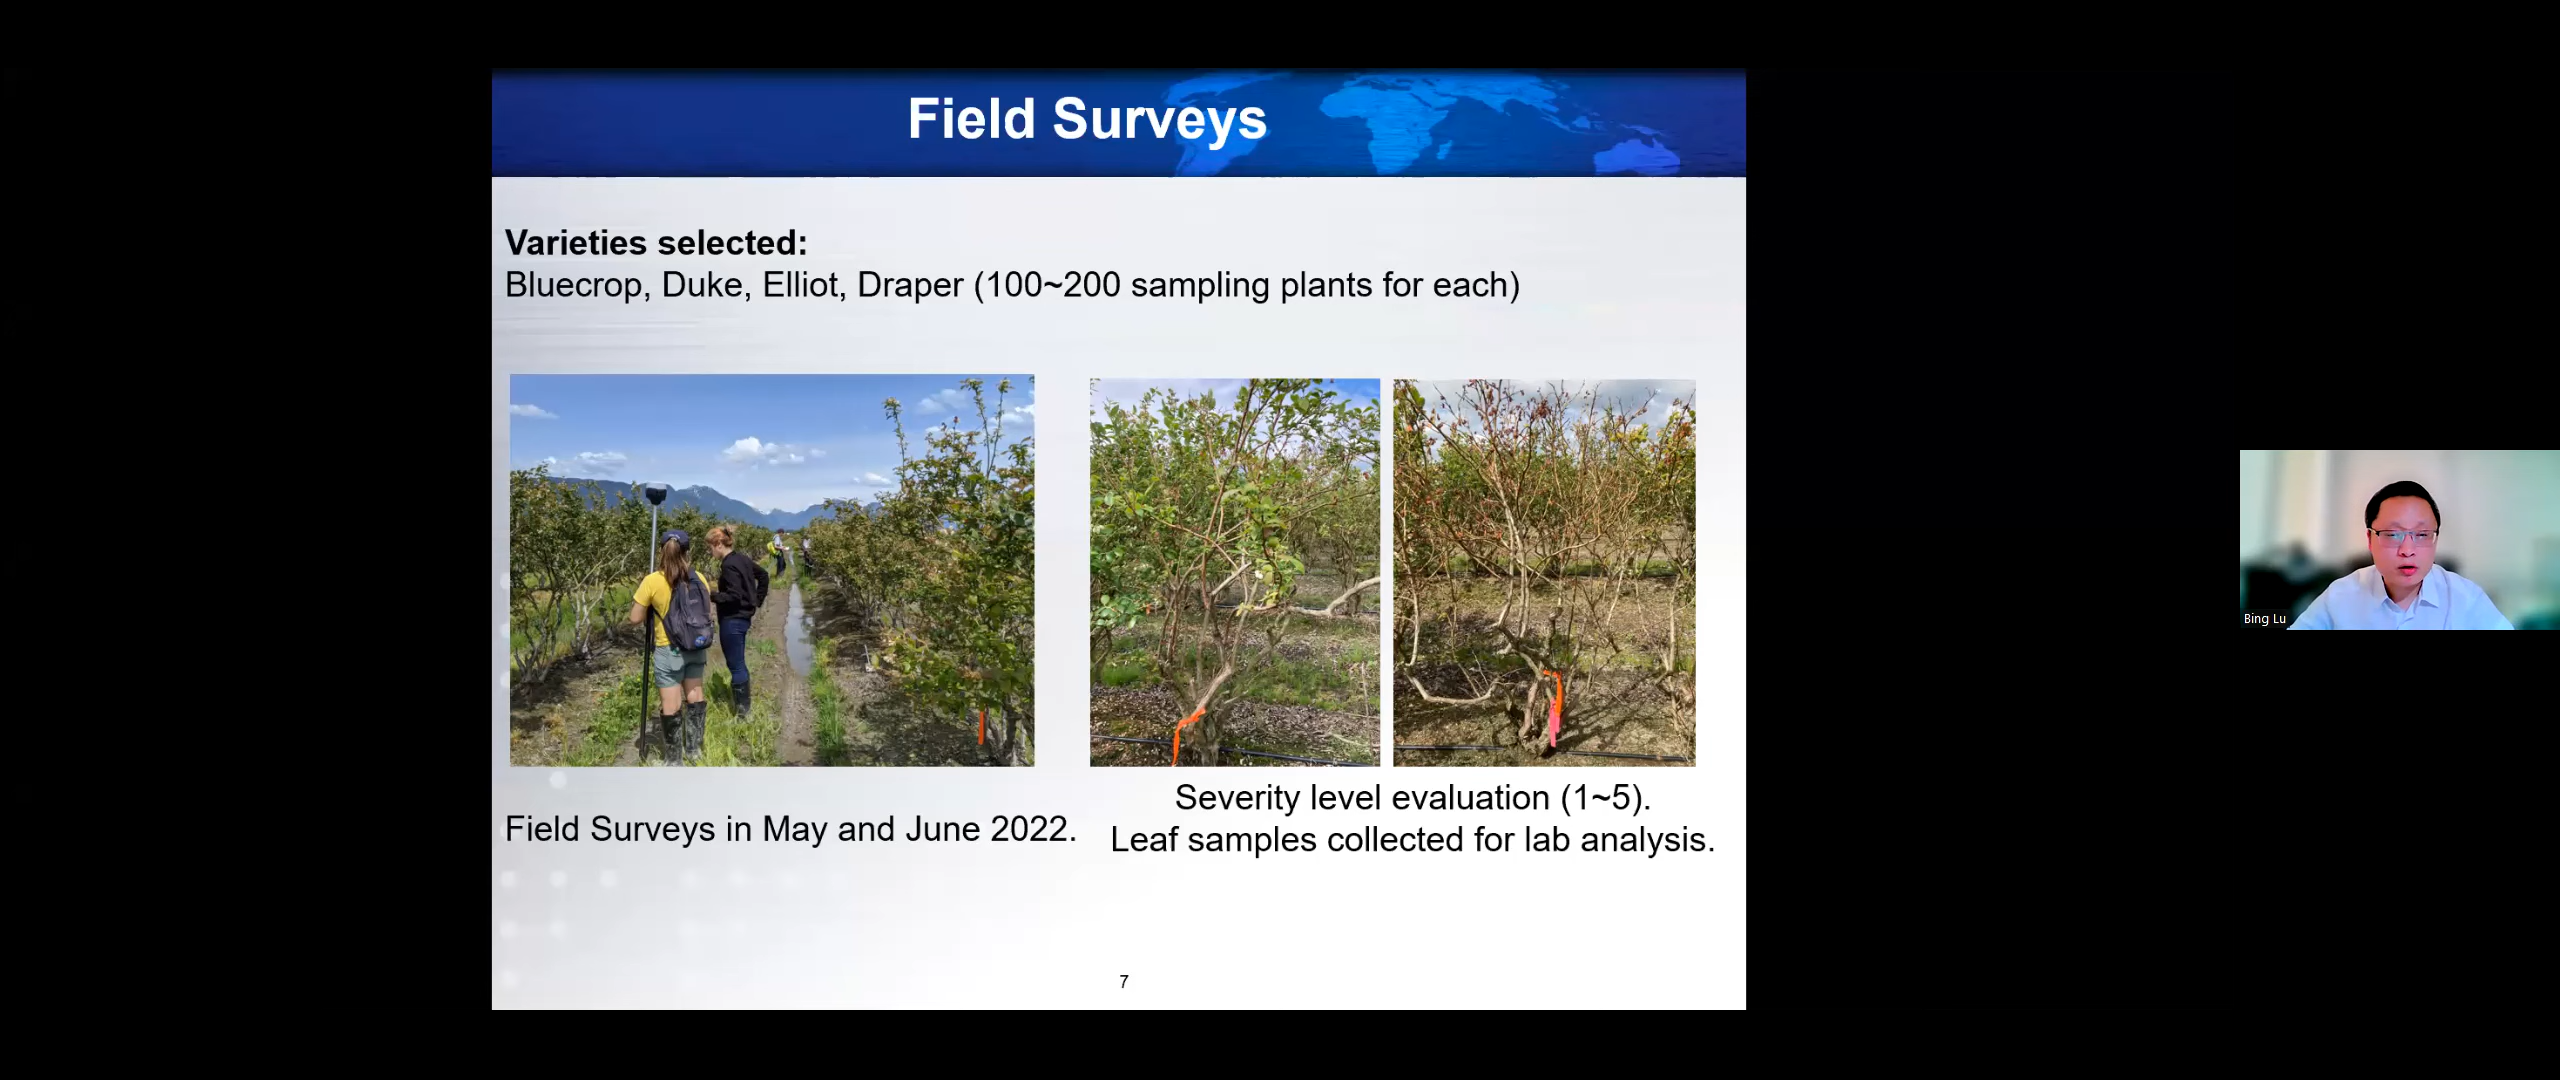 Field Surveys
Varieties selected:
Bluecrop, Duke, Elliot, Draper (100~200 sampling plants for each)
Field Surveys in May and June 2022.
Severity level evaluation (1~5).
Leaf samples collected for lab analysis.
7
Bing Lu